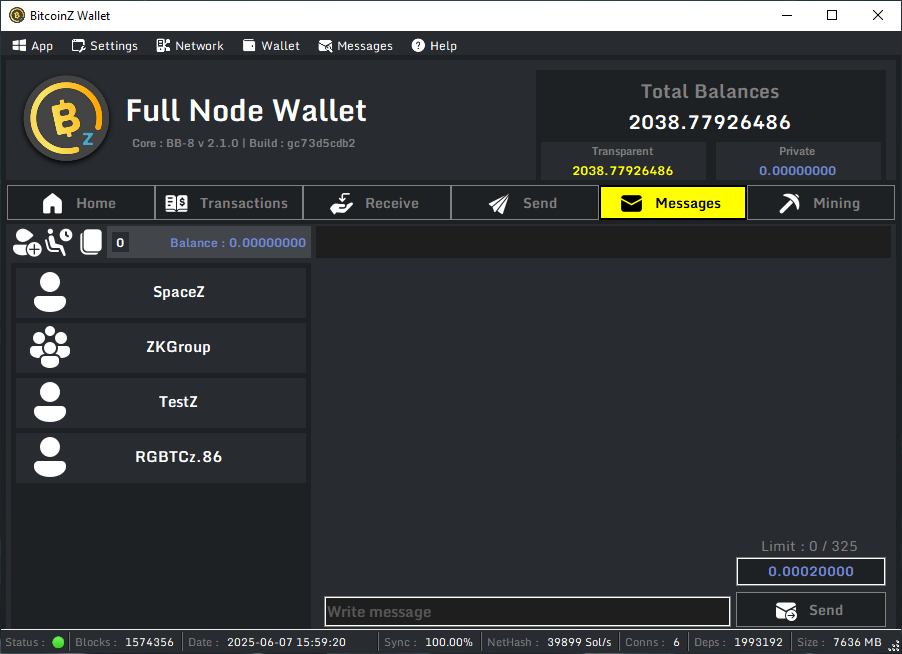 BitcoinZ Wallet
App Settings Network Wallet Messages Help
Full Node Wallet
Core : BB-8 v 2.1.0 | Build : gc73d5cdb2
Total Balances
2038.77926486
Transparent
2038.77926486
Private
0.00000000
Home Transactions Receive Send Messages Mining
0 Balance : 0.00000000
SpaceZ
ZKGroup
TestZ
RGBTCz.86
Limit : 0 / 325
0.00020000
Write message
Send
Status : Blocks : 1574356 Date : 2025-06-07 15:59:20 Sync : 100.00% NetHash : 39899 Sol/s Conns : 6 Deps : 1993192 Size : 7636 MB